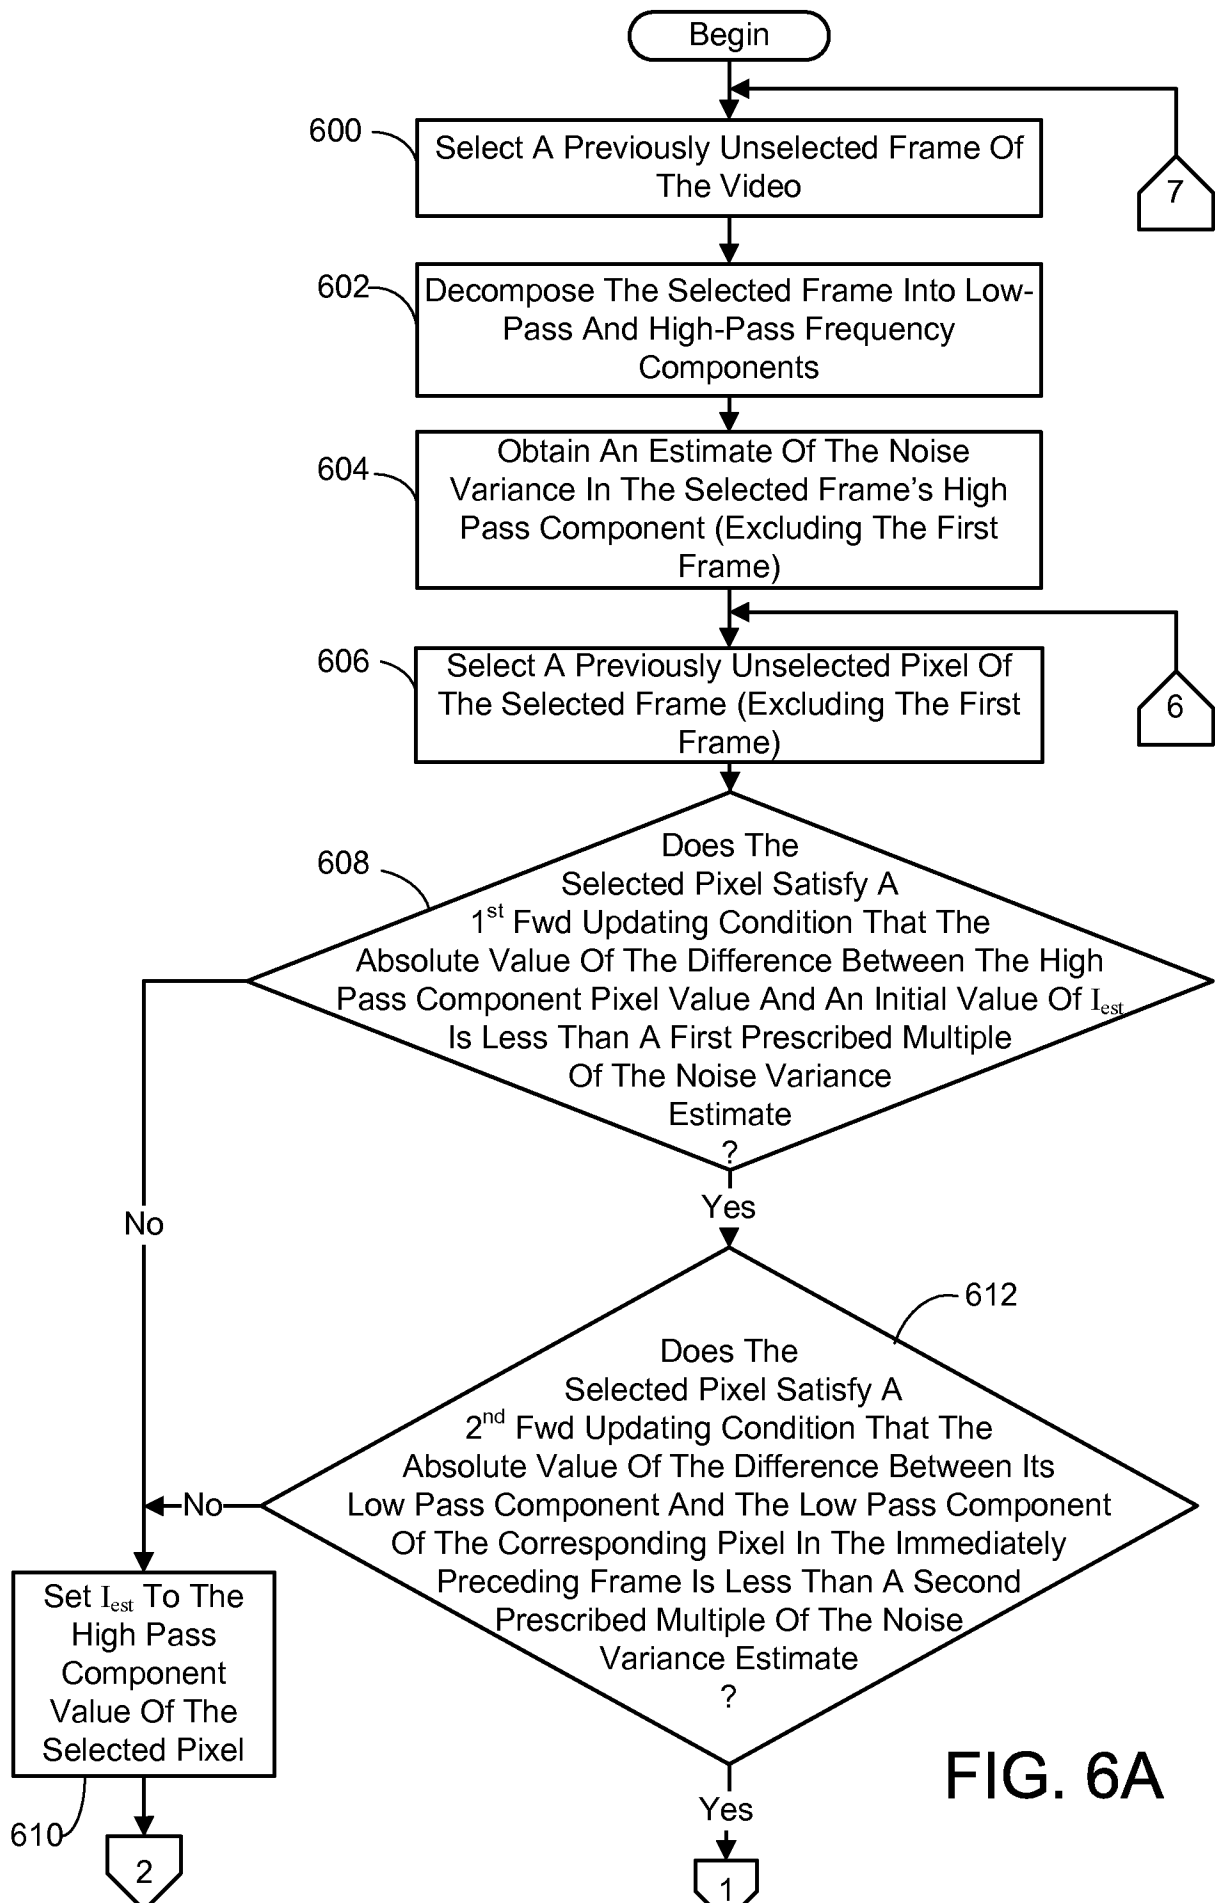 Begin
600
Select A Previously Unselected Frame Of
The Video
7
602
Decompose The Selected Frame Into Low-
Pass And High-Pass Frequency
Components
604
Obtain An Estimate Of The Noise
Variance In The Selected Frame's High
Pass Component (Excluding The First
Frame)
606
Select A Previously Unselected Pixel Of
The Selected Frame (Excluding The First
Frame)
6
608
Does The
Selected Pixel Satisfy A
1st Fwd Updating Condition That The
Absolute Value Of The Difference Between The High
Pass Component Pixel Value And An Initial Value Of Iest
Is Less Than A First Prescribed Multiple
Of The Noise Variance
Estimate
?
Yes
No
612
Does The
Selected Pixel Satisfy A
2nd Fwd Updating Condition That The
Absolute Value Of The Difference Between Its
Low Pass Component And The Low Pass Component
Of The Corresponding Pixel In The Immediately
Preceding Frame Is Less Than A Second
Prescribed Multiple Of The Noise
Variance Estimate
?
No
Set Iest To The
High Pass
Component
Value Of The
Selected Pixel
610
2
Yes
1
FIG. 6A